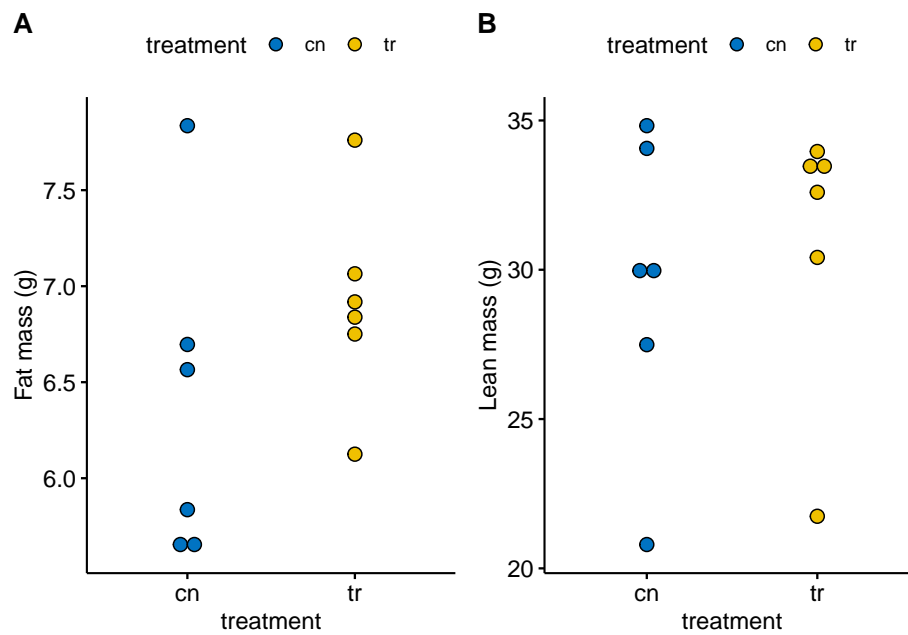 A
treatment cn tr
Fat mass (g)
7.5
7.0
6.5
6.0
cn tr
treatment
B
treatment cn tr
Lean mass (g)
35
30
25
20
cn tr
treatment